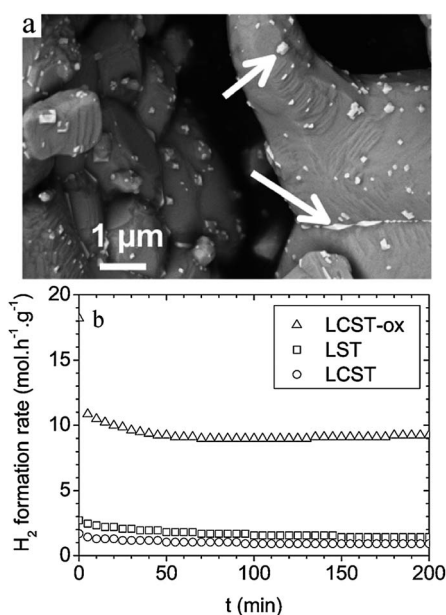 a
1 µm
20
15
10
5
0
H₂ formation rate (mol.h⁻¹.g⁻¹)
b
LCST-ox
LST
LCST
0 50 100 150 200
t (min)